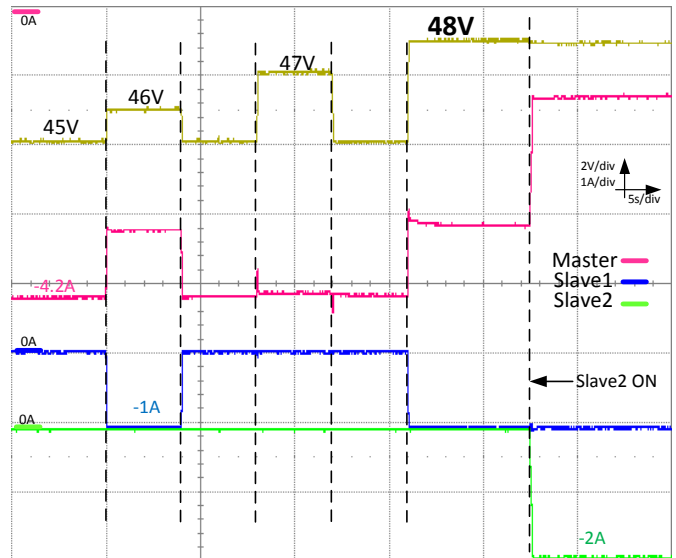 0A
48V
47V
46V
45V
2V/div
1A/div
5s/div
Master
Slave1
Slave2
-4.2A
0A
Slave2 ON
-1A
0A
-2A